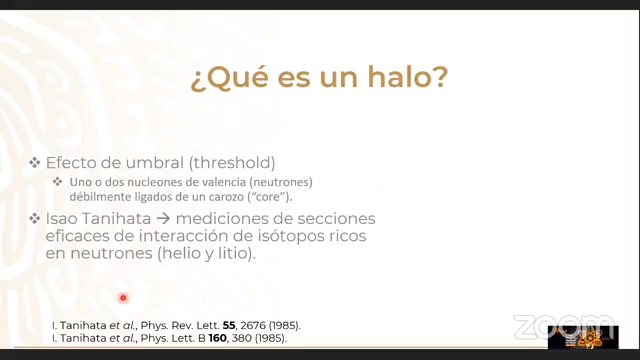 ¿Qué es un halo?
❖ Efecto de umbral (threshold)
❖ Uno o dos nucleones de valencia (neutrones)
débilmente ligados de un carozo (“core”).
❖ Isao Tanihata → mediciones de secciones
eficaces de interacción de isótopos ricos
en neutrones (helio y litio).
I. Tanihata et al., Phys. Rev. Lett. 55, 2676 (1985).
I. Tanihata et al., Phys. Lett. B 160, 380 (1985).
zoom